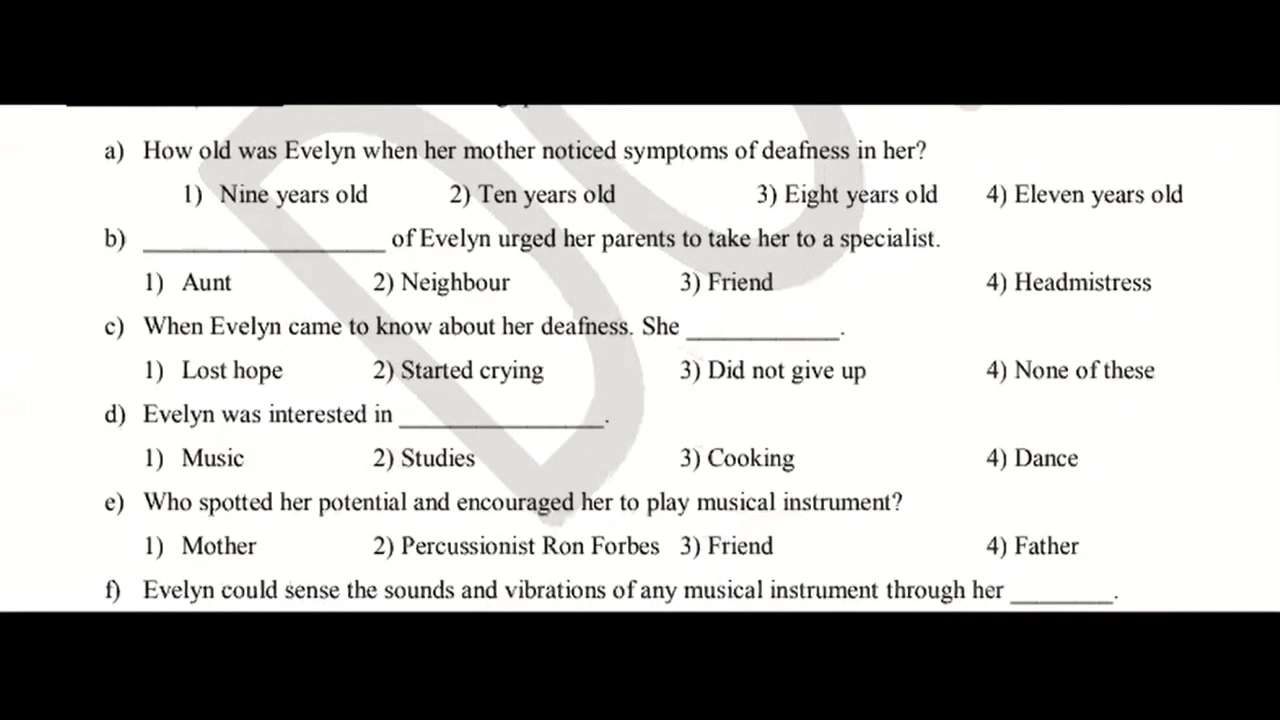 a) How old was Evelyn when her mother noticed symptoms of deafness in her?
1) Nine years old 2) Ten years old 3) Eight years old 4) Eleven years old
b) ____________________ of Evelyn urged her parents to take her to a specialist.
1) Aunt 2) Neighbour 3) Friend 4) Headmistress
c) When Evelyn came to know about her deafness. She _____________.
1) Lost hope 2) Started crying 3) Did not give up 4) None of these
d) Evelyn was interested in _________________.
1) Music 2) Studies 3) Cooking 4) Dance
e) Who spotted her potential and encouraged her to play musical instrument?
1) Mother 2) Percussionist Ron Forbes 3) Friend 4) Father
f) Evelyn could sense the sounds and vibrations of any musical instrument through her ________.